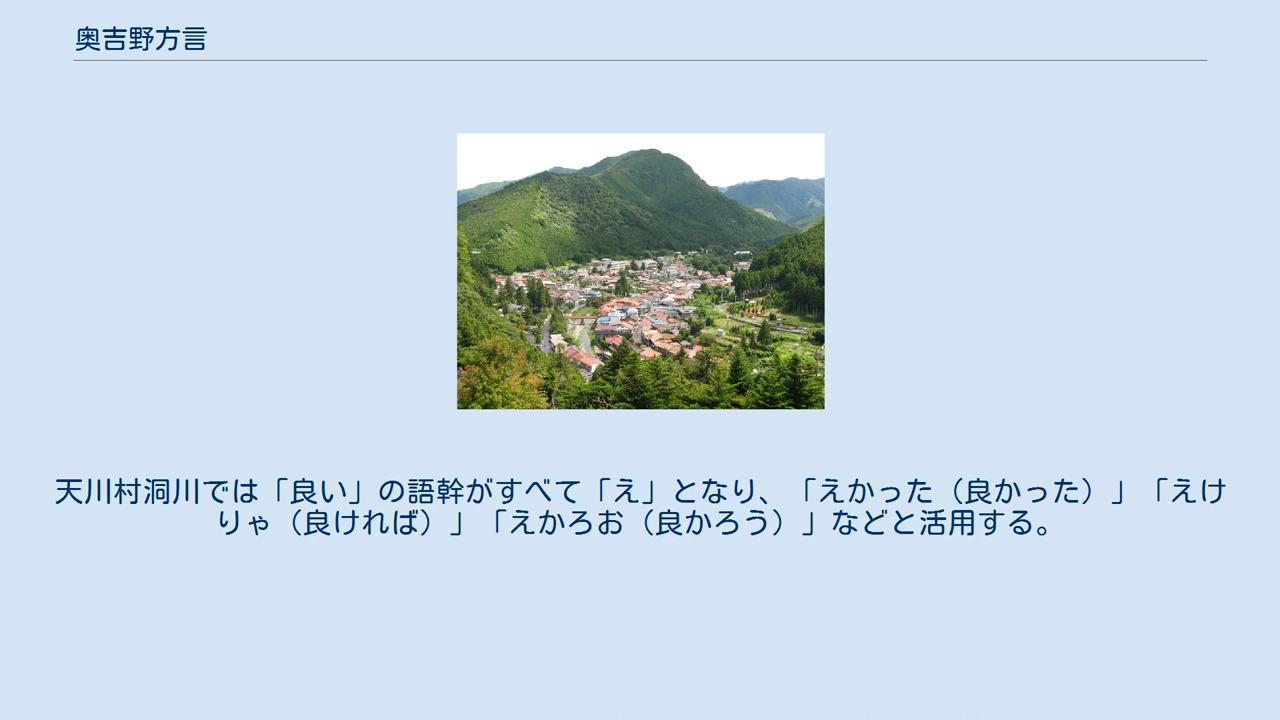 奥吉野方言
天川村洞川では「良い」の語幹がすべて「え」となり、「えかった（良かった）」「えけ
りゃ（良ければ）」「えかろお（良かろう）」などと活用する。